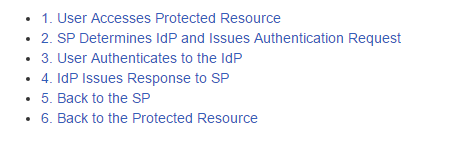 1. User Accesses Protected Resource
2. SP Determines IdP and Issues Authentication Request
3. User Authenticates to the IdP
4. IdP Issues Response to SP
5. Back to the SP
6. Back to the Protected Resource